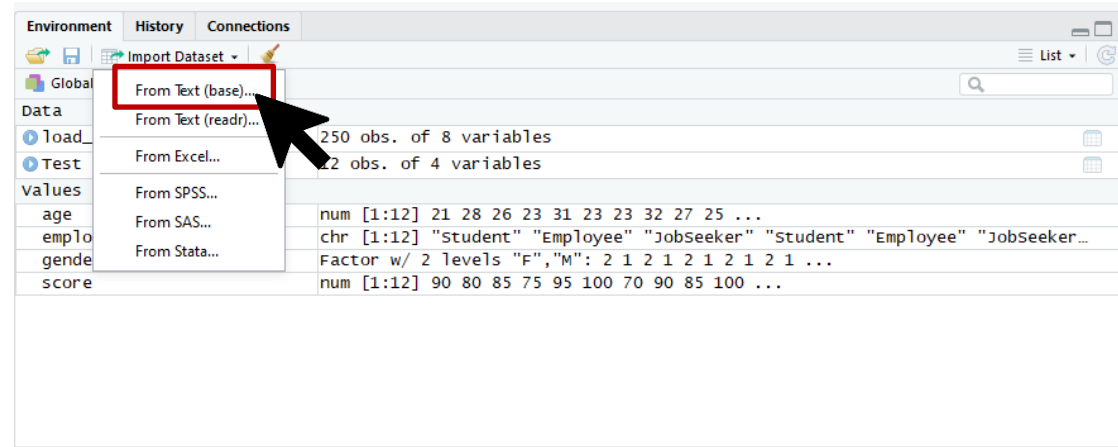 Environment History Connections
Import Dataset List
Global
From Text (base)...
Data
From Text (readr)...
load_ 250 obs. of 8 variables
From Excel...
Test 12 obs. of 4 variables
Values
From SPSS...
age num [1:12] 21 28 26 23 31 23 23 32 27 25 ...
From SAS...
emplo chr [1:12] "Student" "Employee" "JobSeeker" "Student" "Employee" "JobSeeker…
From Stata...
gende Factor w/ 2 levels "F","M": 2 1 2 1 2 1 2 1 2 1 ...
score num [1:12] 90 80 85 75 95 100 70 90 85 100 ...